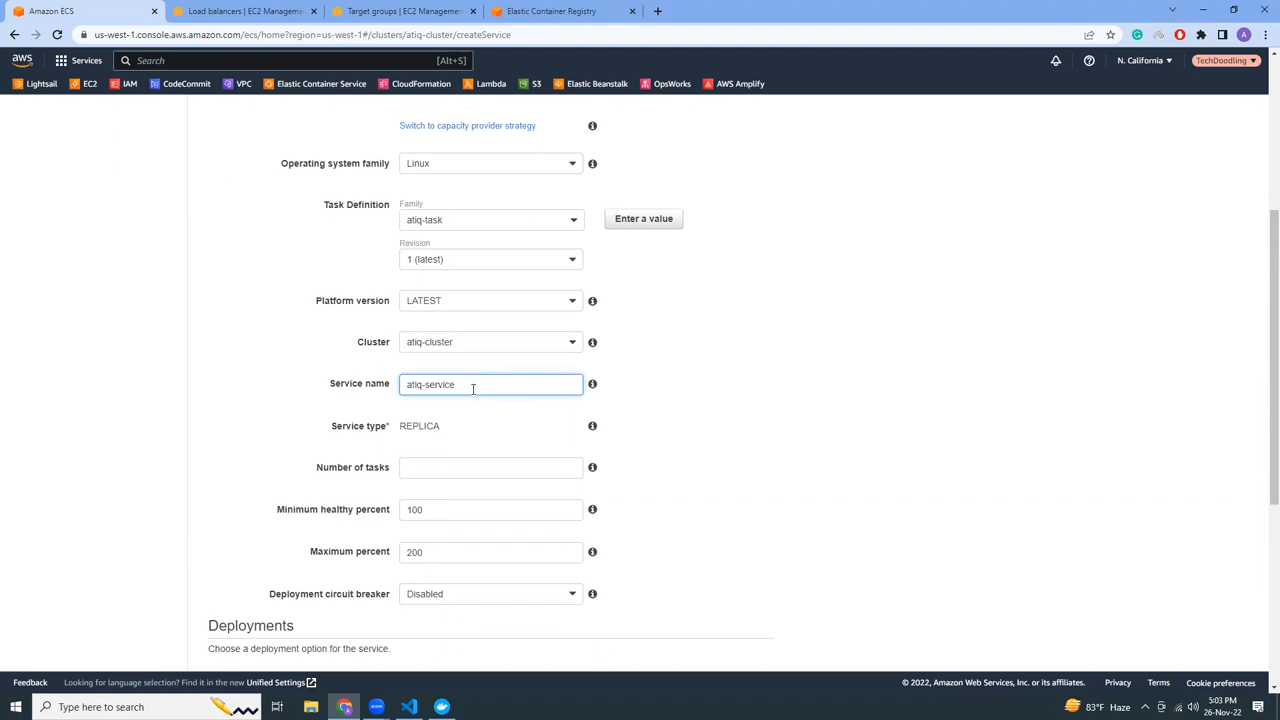 Amazon ECS
Load balancers | EC2 Manageme
Target groups | EC2 Management
Elastic Container Registry
us-west-1.console.aws.amazon.com/ecs/home?region=us-west-1#/clusters/atiq-cluster/createService
A
aws
Services
Search
[Alt+S]
N. California
TechDoodling
Lightsail
EC2
IAM
CodeCommit
VPC
Elastic Container Service
CloudFormation
Lambda
S3
Elastic Beanstalk
OpsWorks
AWS Amplify
Switch to capacity provider strategy
Operating system family
Linux
Task Definition
Family
atiq-task
Enter a value
Revision
1 (latest)
Platform version
LATEST
Cluster
atiq-cluster
Service name
atiq-service
Service type*
REPLICA
Number of tasks
Minimum healthy percent
100
Maximum percent
200
Deployment circuit breaker
Disabled
Deployments
Choose a deployment option for the service.
Feedback
Looking for language selection? Find it in the new Unified Settings
© 2022, Amazon Web Services, Inc. or its affiliates.
Privacy
Terms
Cookie preferences
Type here to search
83°F Haze
5:03 PM
26-Nov-22